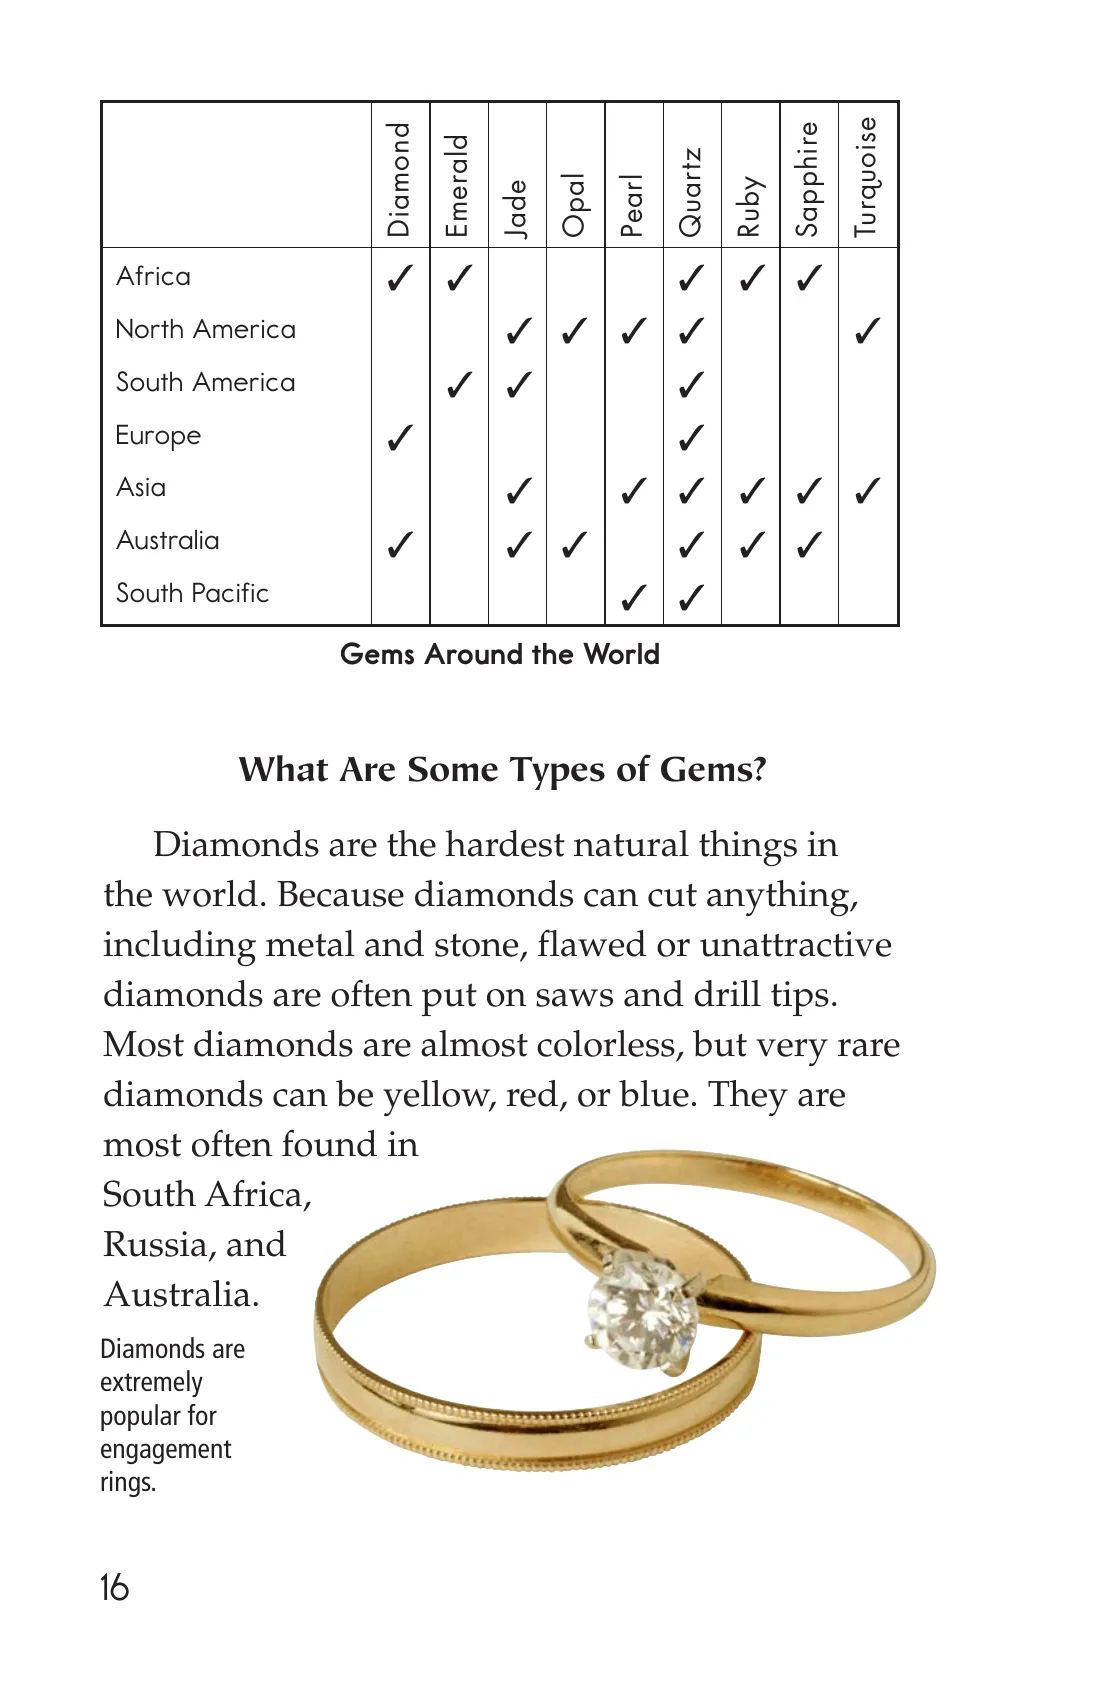 Diamond Emerald Jade Opal Pearl Quartz Ruby Sapphire Turquoise
Africa ✓ ✓ ✓ ✓ ✓
North America ✓ ✓ ✓ ✓ ✓
South America ✓ ✓ ✓
Europe ✓ ✓
Asia ✓ ✓ ✓ ✓ ✓ ✓
Australia ✓ ✓ ✓ ✓ ✓ ✓
South Pacific ✓ ✓
Gems Around the World
What Are Some Types of Gems?
Diamonds are the hardest natural things in
the world. Because diamonds can cut anything,
including metal and stone, flawed or unattractive
diamonds are often put on saws and drill tips.
Most diamonds are almost colorless, but very rare
diamonds can be yellow, red, or blue. They are
most often found in
South Africa,
Russia, and
Australia.
Diamonds are
extremely
popular for
engagement
rings.
16